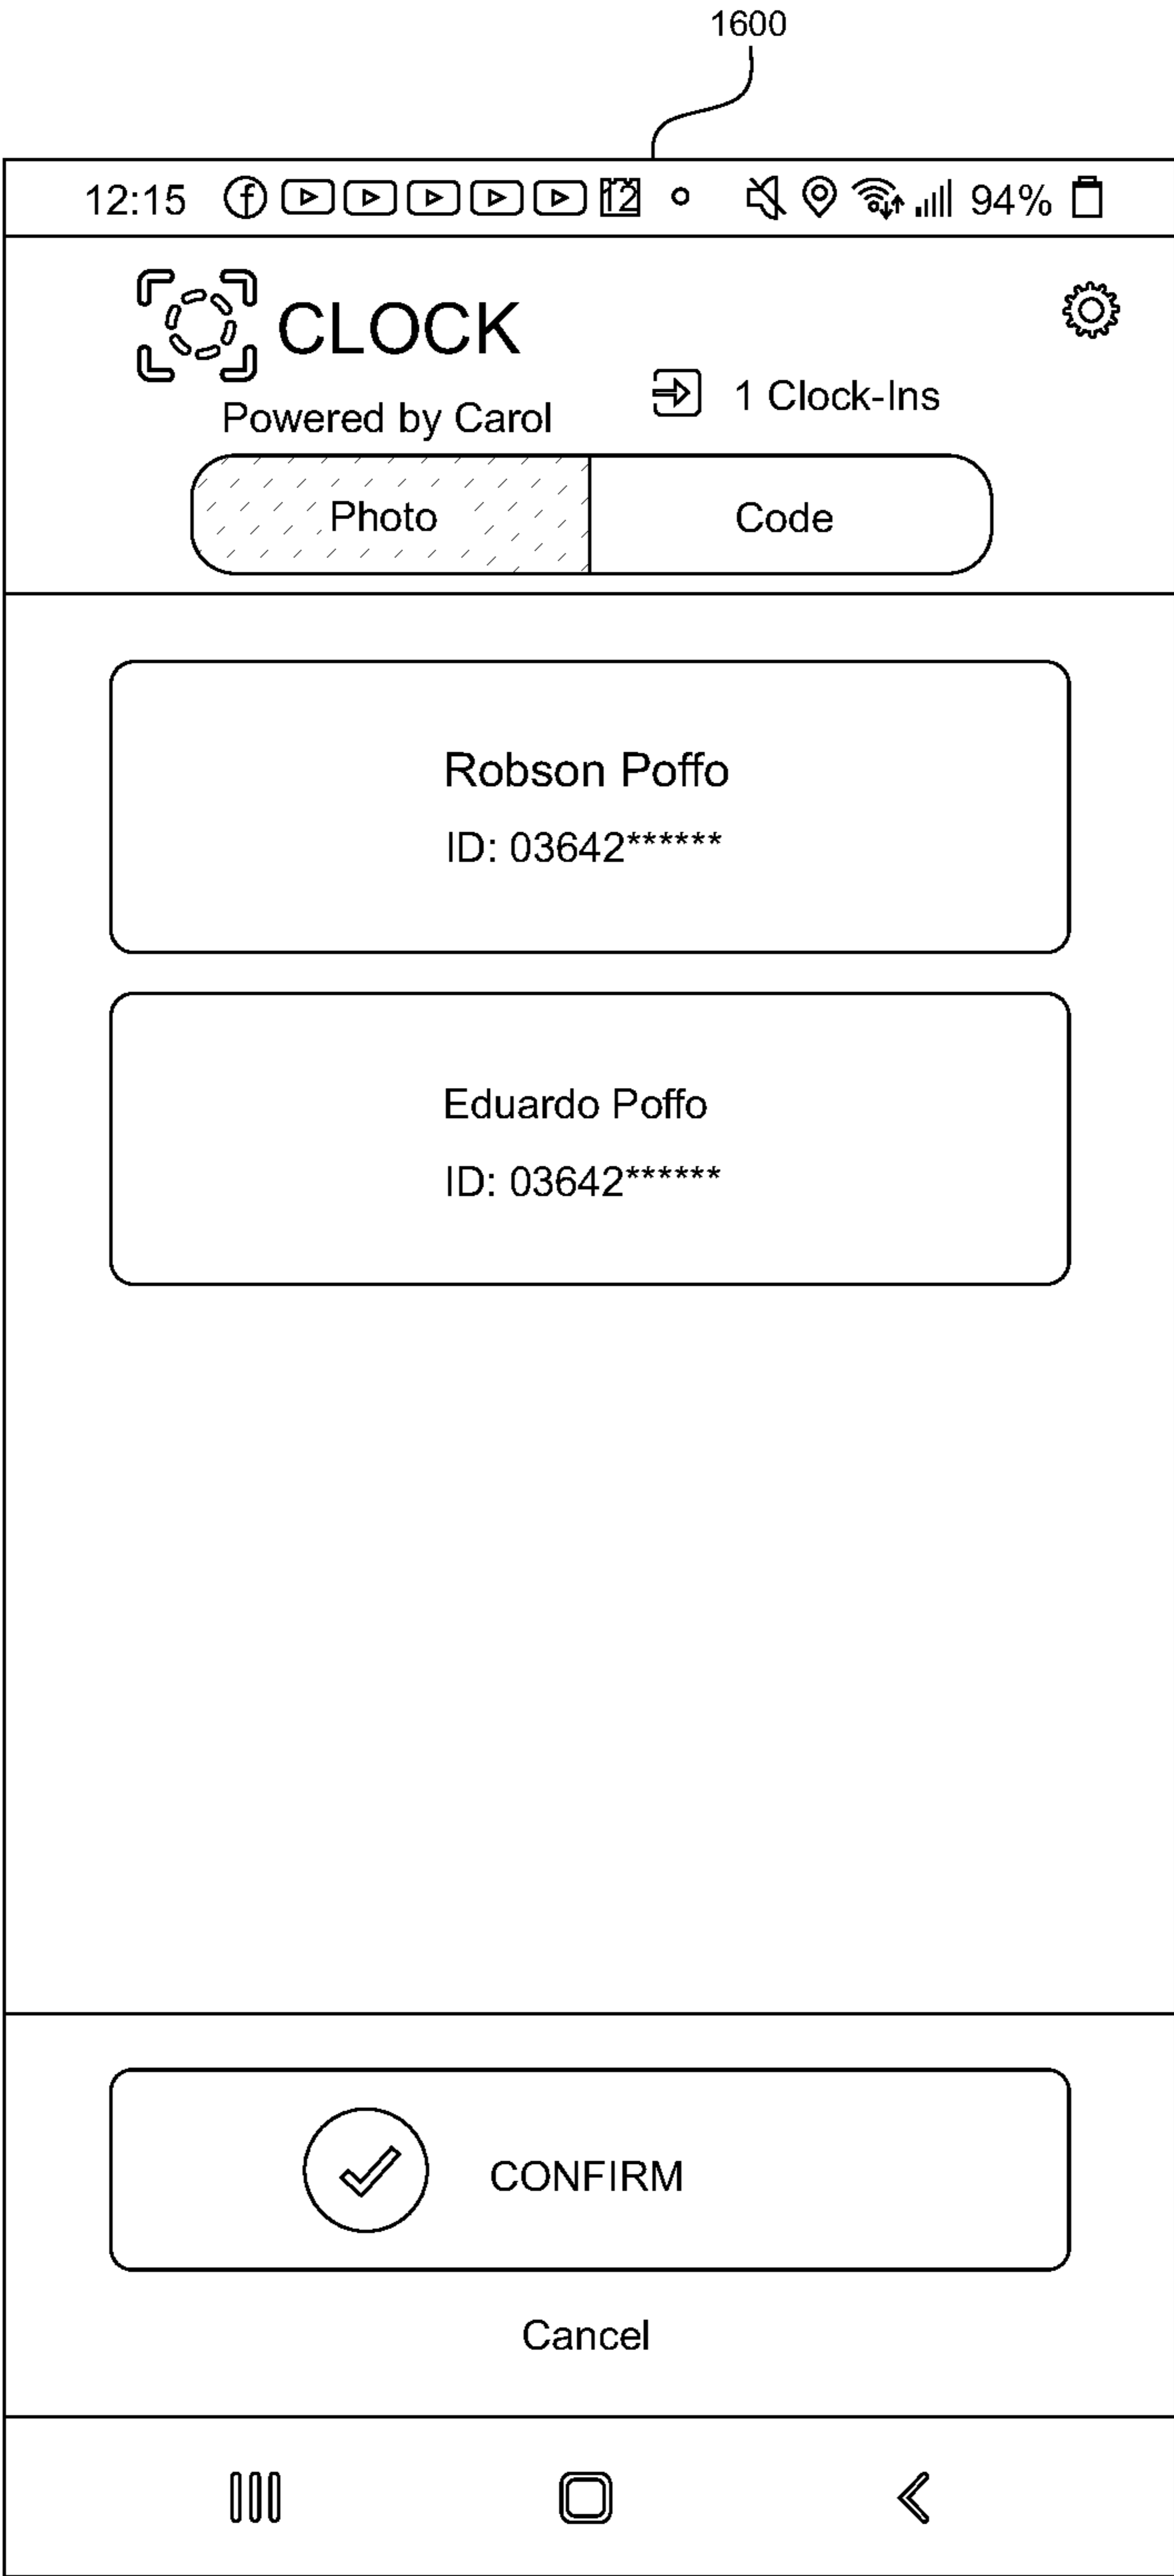 1600
12:15 12 94%
CLOCK
1 Clock-Ins
Powered by Carol
Photo Code
Robson Poffo
ID: 03642******
Eduardo Poffo
ID: 03642******
CONFIRM
Cancel